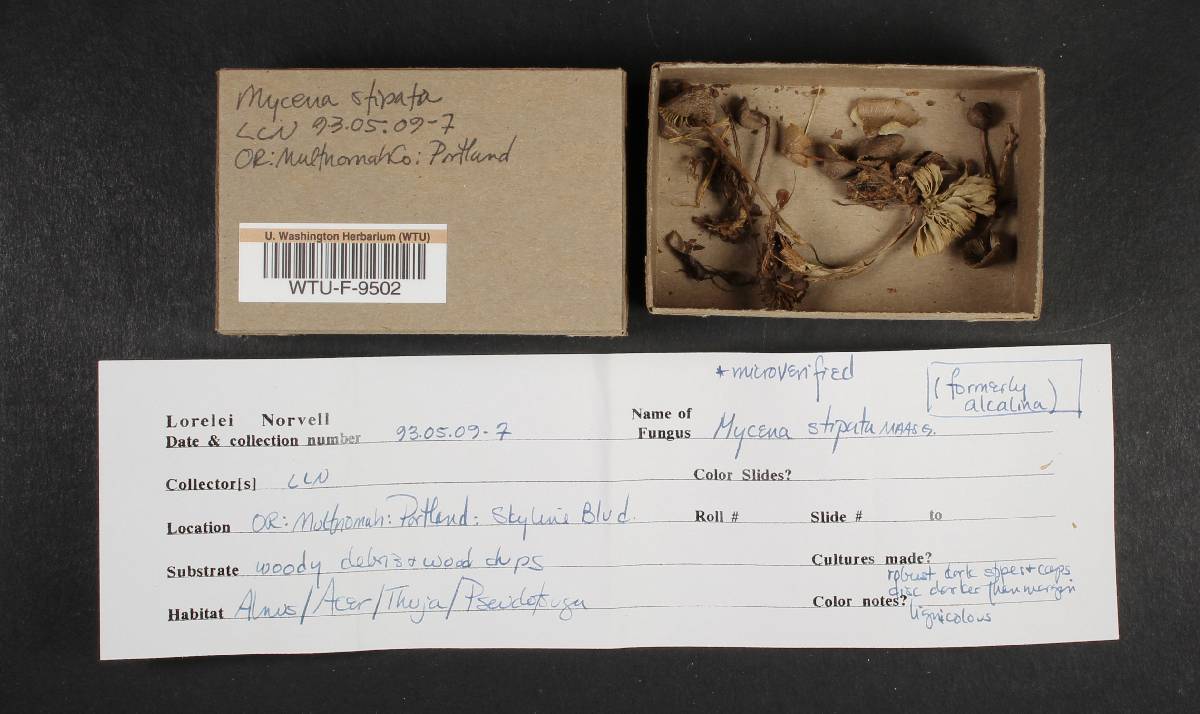 Mycena stipata
LLN 93.05.09-7
OR: Multnomah Co: Portland
U. Washington Herbarium (WTU)
WTU-F-9502
*microverified
(formerly alcalina)
Lorelei Norvell
Date & collection number 93.05.09-7
Name of Fungus Mycena stipata MAAS G.
Collector[s] LLN
Color Slides?
Location OR: Multnomah: Portland: Skyline Blvd.
Roll # Slide # to
Substrate woody debris + wood chips
Cultures made?
Habitat Alnus/Acer/Thuja/Pseudotsuga
Color notes? robust dark stipes + caps
disc darker than margin
lignicolous